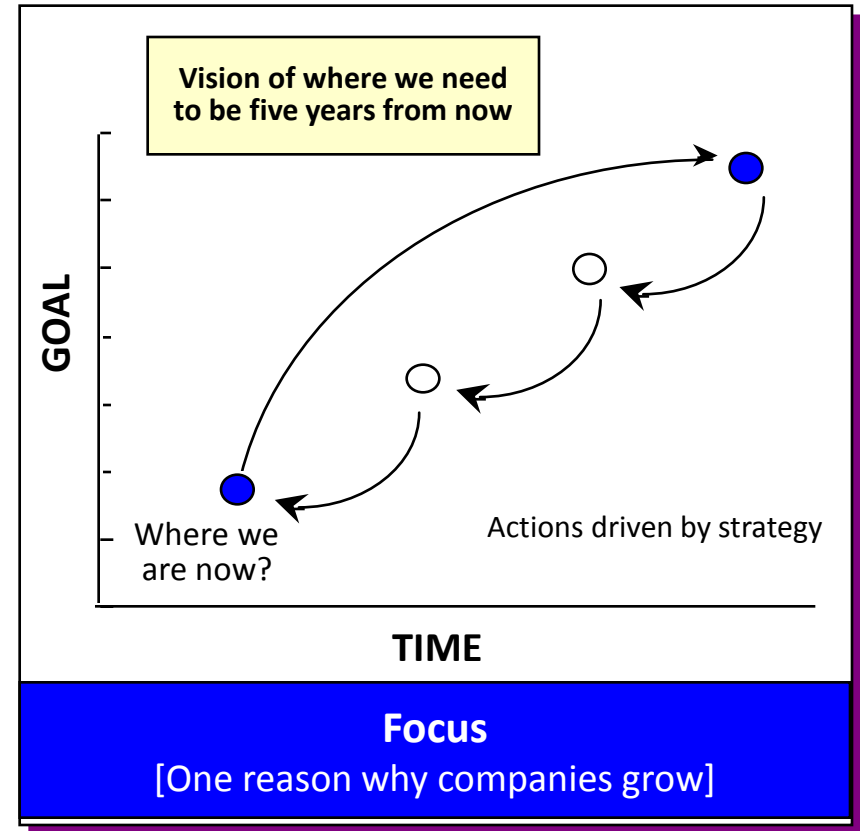 Vision of where we need
to be five years from now
GOAL
Where we
are now?
Actions driven by strategy
TIME
Focus
[One reason why companies grow]